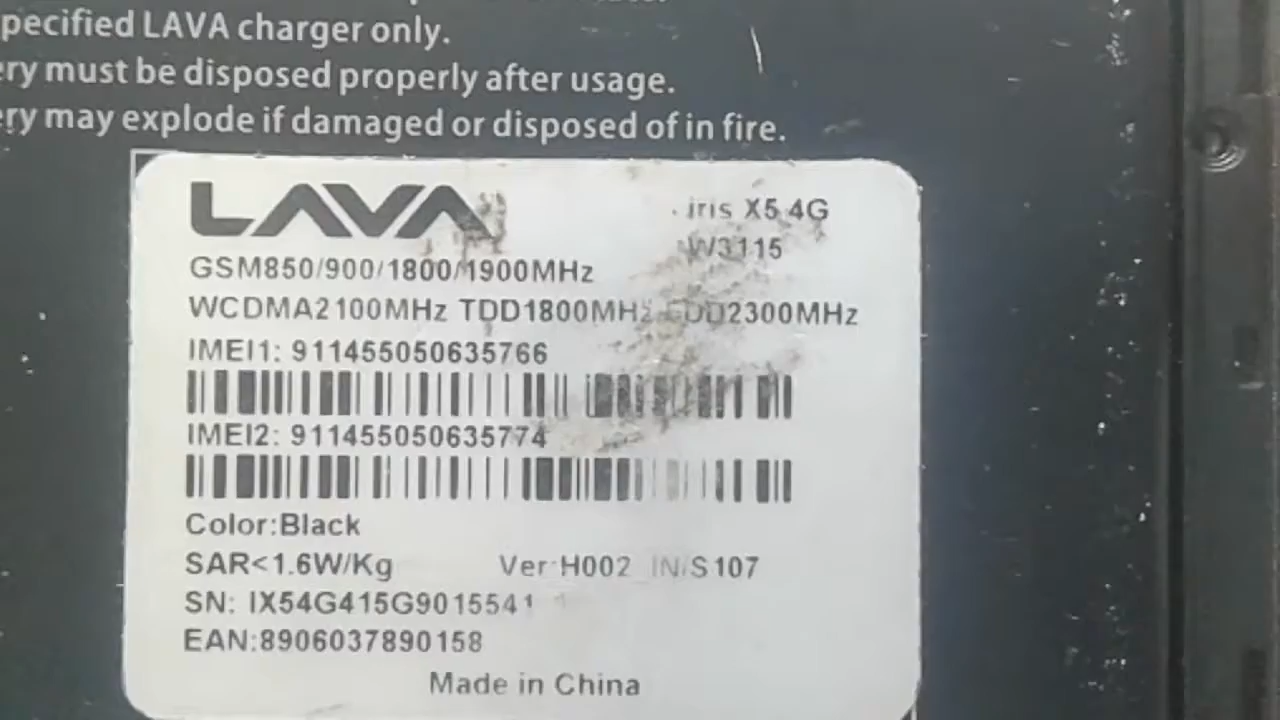 pecified LAVA charger only.
ery must be disposed properly after usage.
ery may explode if damaged or disposed of in fire.
LAVA
iris X5 4G
W3115
GSM850/900/1800/1900MHz
WCDMA2100MHz TDD1800MHz FDD2300MHz
IMEI1: 911455050635766
IMEI2: 911455050635774
Color:Black
SAR<1.6W/Kg Ver:H002 IN/S107
SN: IX54G415G9015541
EAN:8906037890158
Made in China